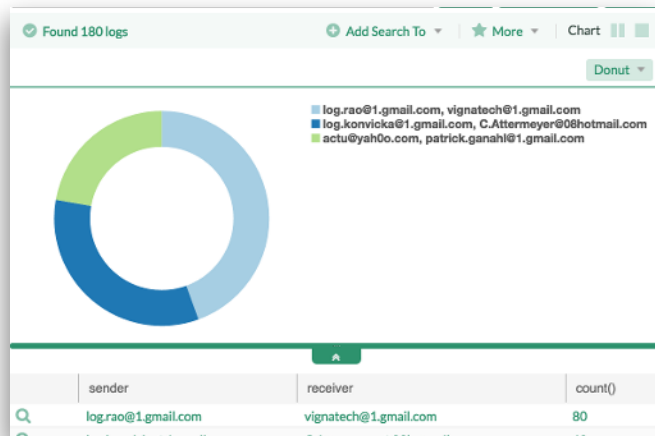 Found 180 logs Add Search To More Chart
Donut
log.rao@1.gmail.com, vignatech@1.gmail.com
log.konvicka@1.gmail.com, C.Attermeyer@08hotmail.com
actu@yah0o.com, patrick.ganahl@1.gmail.com
sender receiver count()
log.rao@1.gmail.com vignatech@1.gmail.com 80